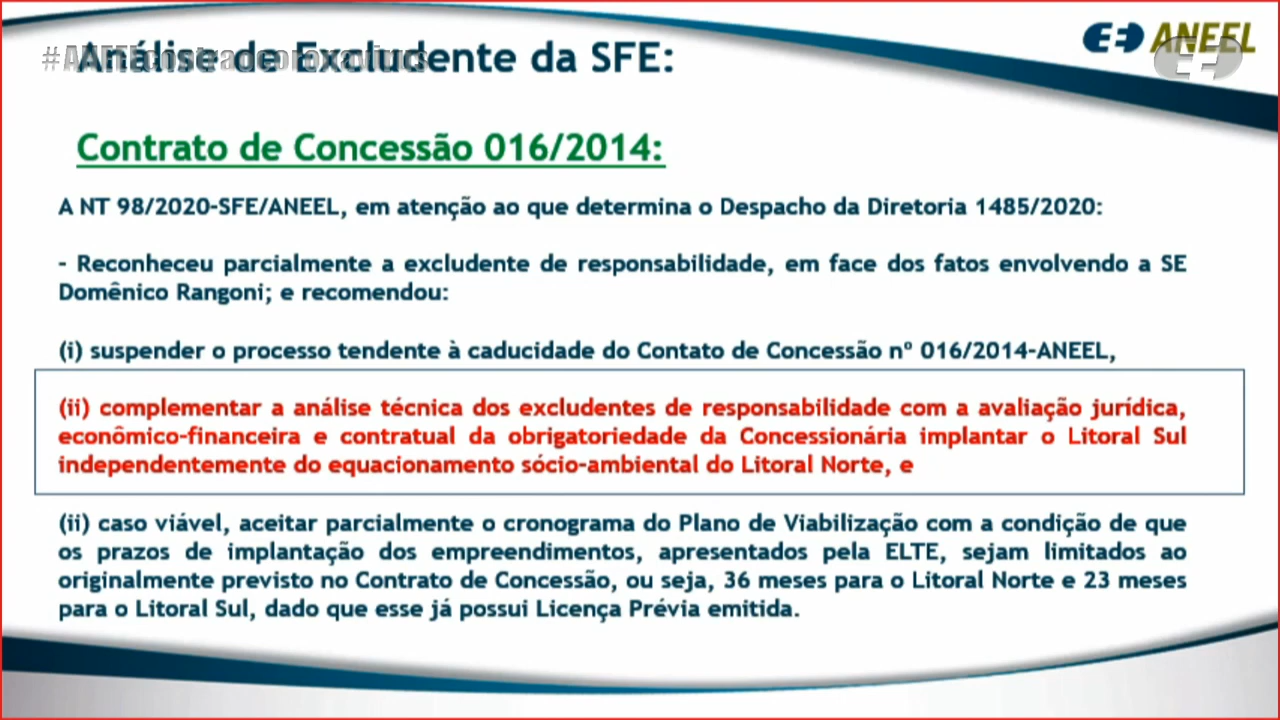 #ANEELcontraocoronavírus
Análise de Excludente da SFE:
ANEEL
Contrato de Concessão 016/2014:
A NT 98/2020-SFE/ANEEL, em atenção ao que determina o Despacho da Diretoria 1485/2020:
- Reconheceu parcialmente a excludente de responsabilidade, em face dos fatos envolvendo a SE
Domênico Rangoni; e recomendou:
(i) suspender o processo tendente à caducidade do Contato de Concessão nº 016/2014-ANEEL,
(ii) complementar a análise técnica dos excludentes de responsabilidade com a avaliação jurídica,
econômico-financeira e contratual da obrigatoriedade da Concessionária implantar o Litoral Sul
independentemente do equacionamento sócio-ambiental do Litoral Norte, e
(ii) caso viável, aceitar parcialmente o cronograma do Plano de Viabilização com a condição de que
os prazos de implantação dos empreendimentos, apresentados pela ELTE, sejam limitados ao
originalmente previsto no Contrato de Concessão, ou seja, 36 meses para o Litoral Norte e 23 meses
para o Litoral Sul, dado que esse já possui Licença Prévia emitida.